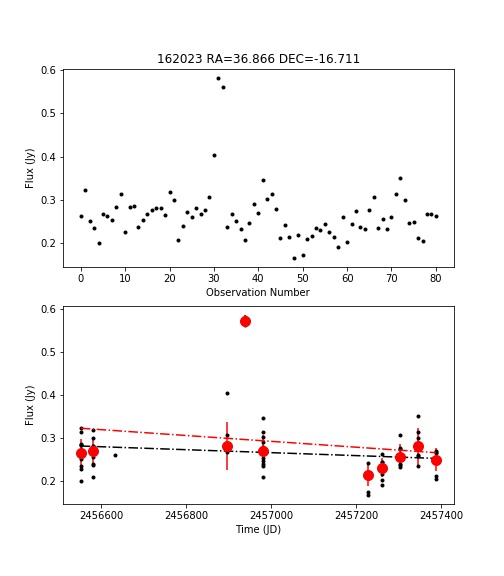 162023 RA=36.866 DEC=-16.711
0.6
0.5
0.4
0.3
0.2
Flux (Jy)
0 10 20 30 40 50 60 70 80
Observation Number
0.6
0.5
0.4
0.3
0.2
Flux (Jy)
2456600 2456800 2457000 2457200 2457400
Time (JD)